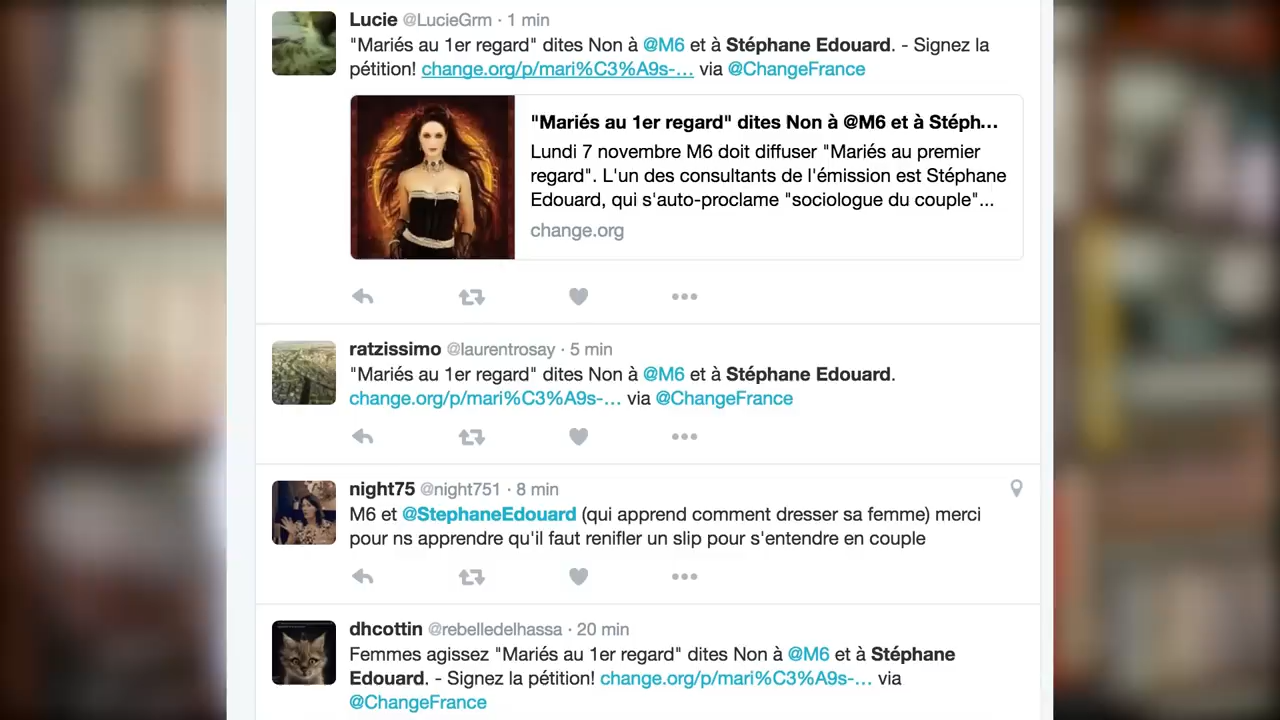 Lucie @LucieGrm · 1 min
"Mariés au 1er regard" dites Non à @M6 et à Stéphane Edouard. - Signez la
pétition! change.org/p/mari%C3%A9s-… via @ChangeFrance
"Mariés au 1er regard" dites Non à @M6 et à Stéph…
Lundi 7 novembre M6 doit diffuser "Mariés au premier
regard". L'un des consultants de l'émission est Stéphane
Edouard, qui s'auto-proclame "sociologue du couple"...
change.org
ratzissimo @laurentrosay · 5 min
"Mariés au 1er regard" dites Non à @M6 et à Stéphane Edouard.
change.org/p/mari%C3%A9s-… via @ChangeFrance
night75 @night751 · 8 min
M6 et @StephaneEdouard (qui apprend comment dresser sa femme) merci
pour ns apprendre qu'il faut renifler un slip pour s'entendre en couple
dhcottin @rebelledelhassa · 20 min
Femmes agissez "Mariés au 1er regard" dites Non à @M6 et à Stéphane
Edouard. - Signez la pétition! change.org/p/mari%C3%A9s-… via
@ChangeFrance